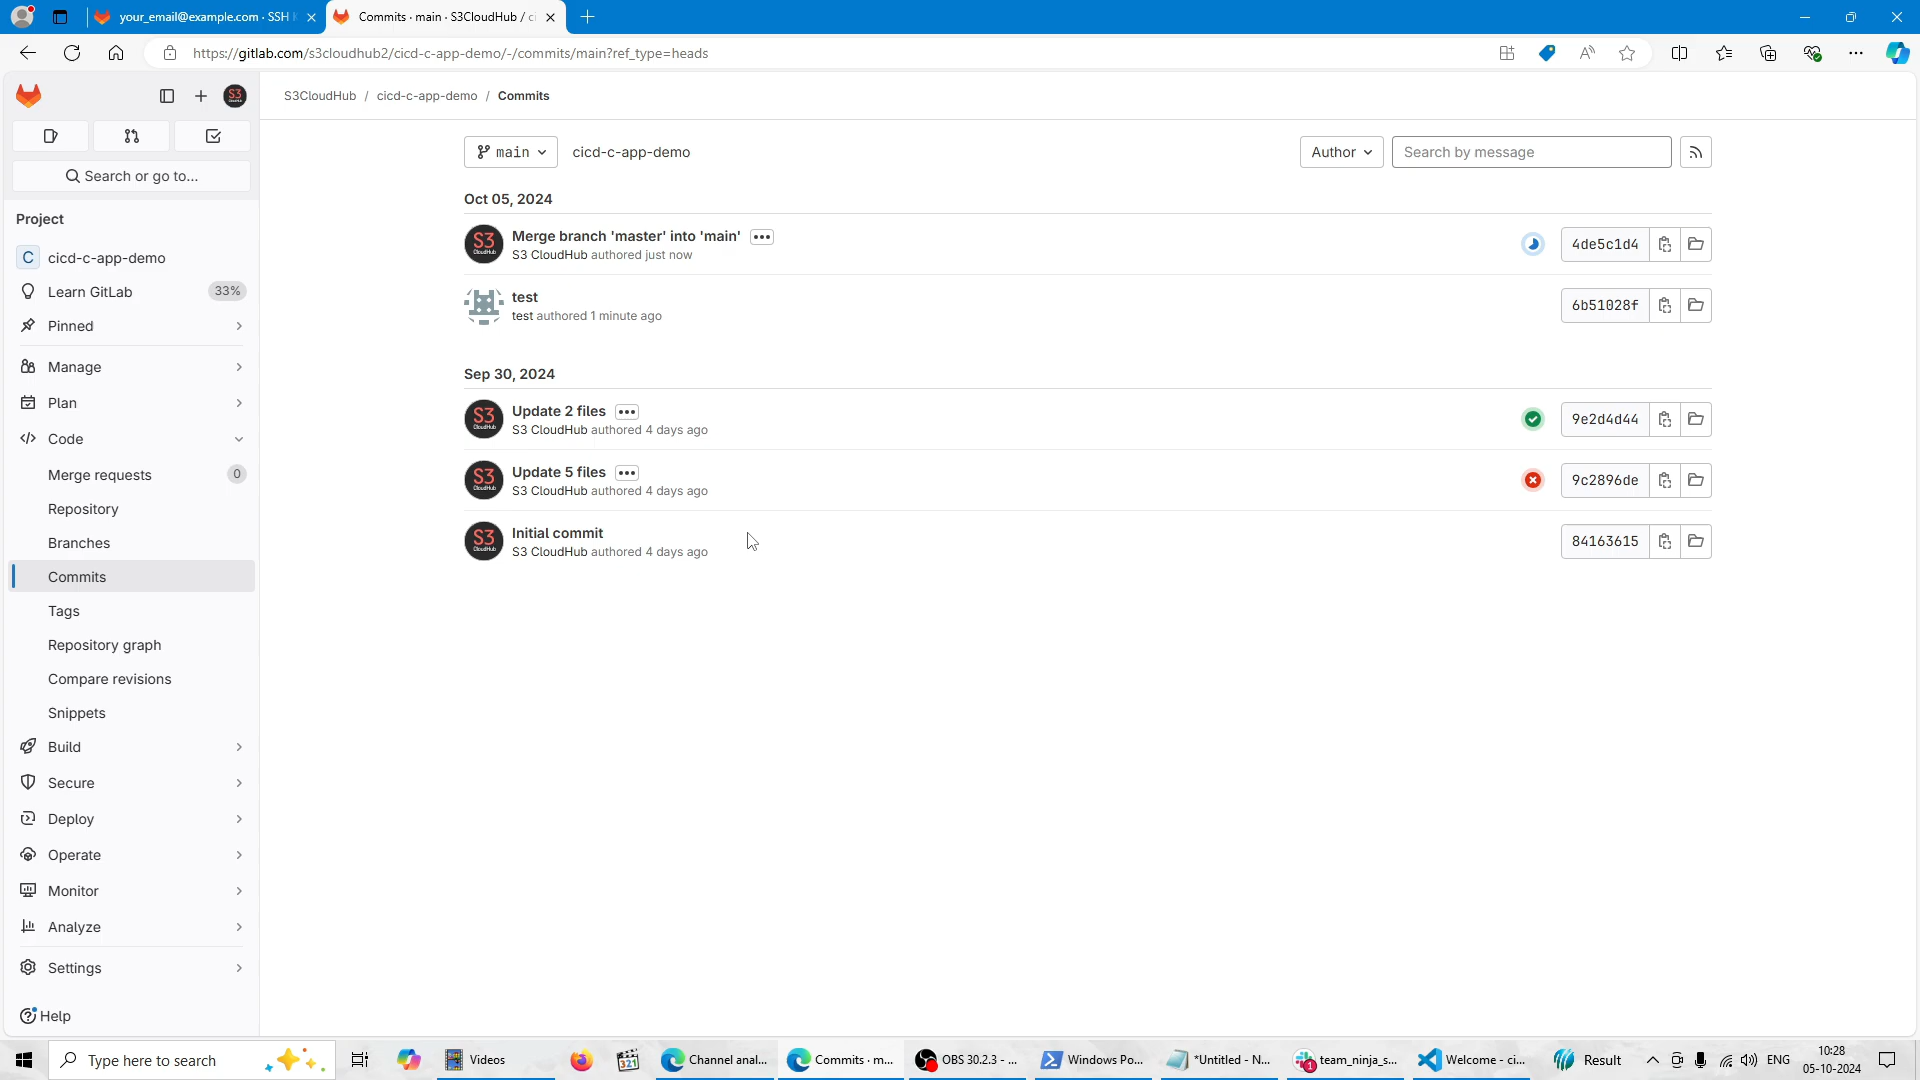 your_email@example.com · SSH
Commits · main · S3CloudHub / ci
https://gitlab.com/s3cloudhub2/cicd-c-app-demo/-/commits/main?ref_type=heads
S3CloudHub / cicd-c-app-demo / Commits
Search or go to...
Project
C cicd-c-app-demo
Learn GitLab 33%
Pinned
Manage
Plan
Code
Merge requests 0
Repository
Branches
Commits
Tags
Repository graph
Compare revisions
Snippets
Build
Secure
Deploy
Operate
Monitor
Analyze
Settings
Help
main cicd-c-app-demo
Author Search by message
Oct 05, 2024
Merge branch 'master' into 'main'
S3 CloudHub authored just now
4de5c1d4
test
test authored 1 minute ago
6b51028f
Sep 30, 2024
Update 2 files
S3 CloudHub authored 4 days ago
9e2d4d44
Update 5 files
S3 CloudHub authored 4 days ago
9c2896de
Initial commit
S3 CloudHub authored 4 days ago
84163615
Type here to search
Videos
Channel anal...
Commits · m...
OBS 30.2.3 - ...
Windows Po...
*Untitled - N...
team_ninja_s...
Welcome - ci...
Result
ENG
10:28
05-10-2024